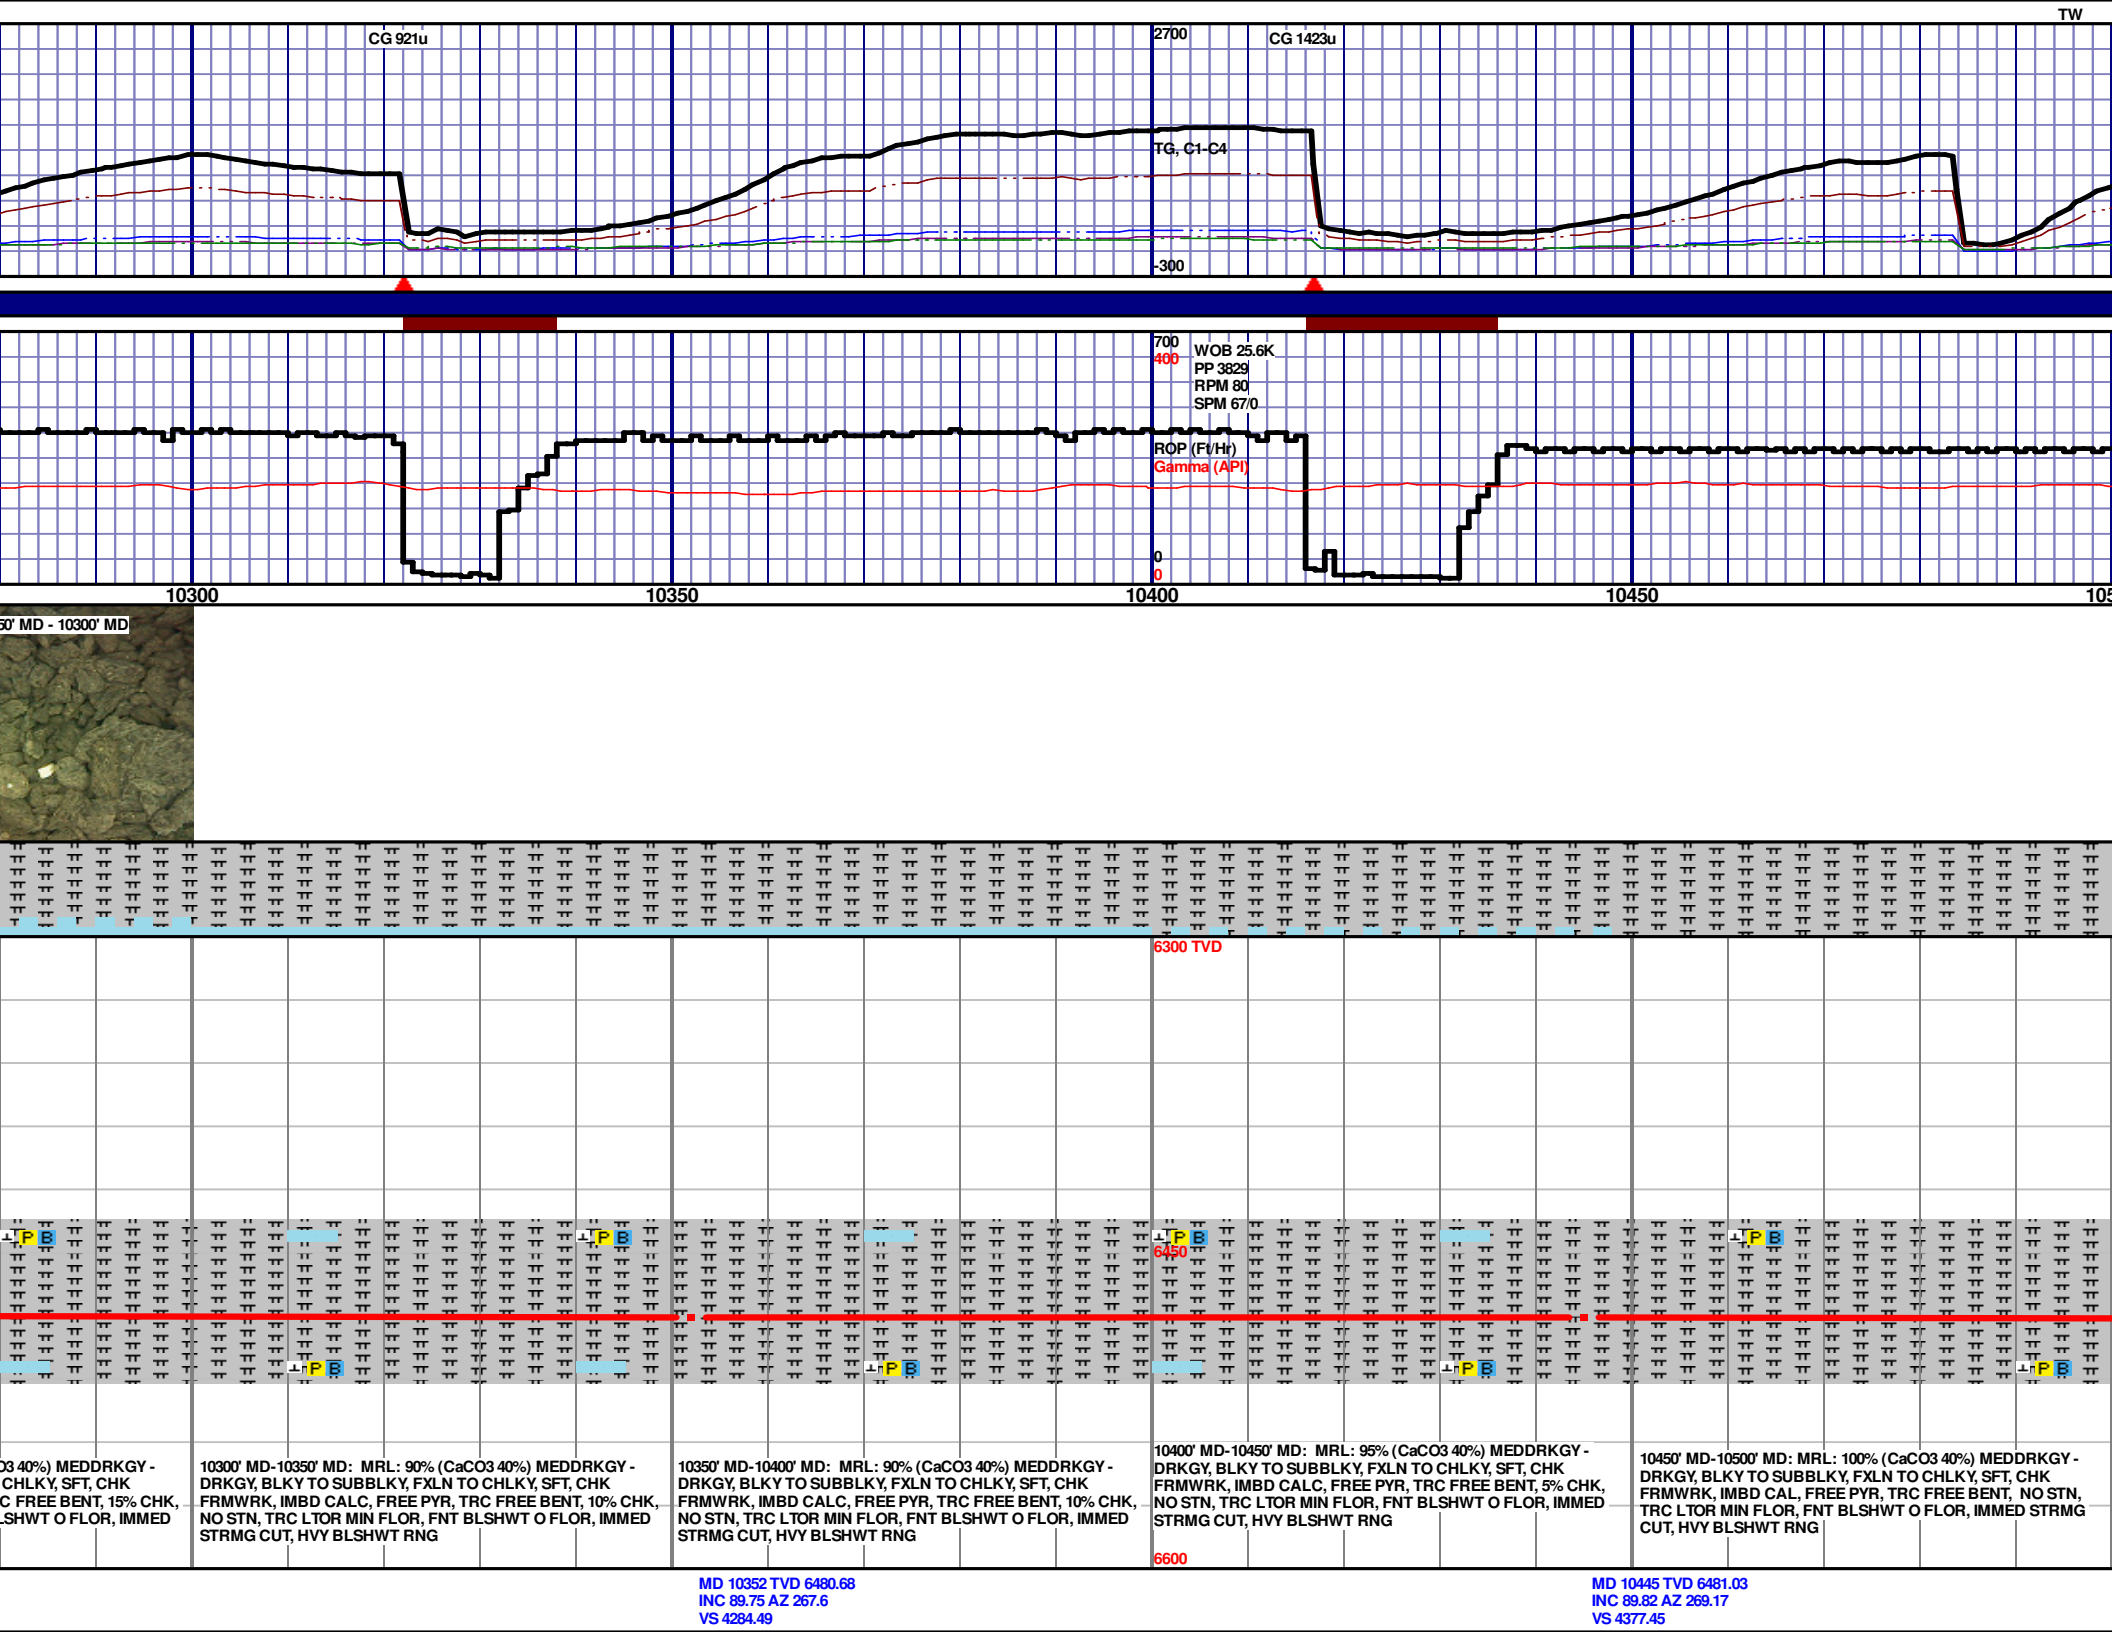 TW
CG 921u
2700
CG 1423u
TG, C1-C4
-300
700
400
WOB 25.6K
PP 3829
RPM 80
SPM 67/0
ROP (Ft/Hr)
Gamma (API)
0
0
10300
10350
10400
10450
105
50' MD - 10300' MD
6300 TVD
P B
P B
P B
P B
6450
P B
P B
P B
P B
O3 40%) MEDDRKGY -
CHLKY, SFT, CHK
C FREE BENT, 15% CHK,
LSHWT O FLOR, IMMED
10300' MD-10350' MD:  MRL: 90% (CaCO3 40%) MEDDRKGY -
DRKGY, BLKY TO SUBBLKY, FXLN TO CHLKY, SFT, CHK
FRMWRK, IMBD CALC, FREE PYR, TRC FREE BENT, 10% CHK,
NO STN, TRC LTOR MIN FLOR, FNT BLSHWT O FLOR, IMMED
STRMG CUT, HVY BLSHWT RNG
10350' MD-10400' MD:  MRL: 90% (CaCO3 40%) MEDDRKGY -
DRKGY, BLKY TO SUBBLKY, FXLN TO CHLKY, SFT, CHK
FRMWRK, IMBD CALC, FREE PYR, TRC FREE BENT, 10% CHK,
NO STN, TRC LTOR MIN FLOR, FNT BLSHWT O FLOR, IMMED
STRMG CUT, HVY BLSHWT RNG
10400' MD-10450' MD:  MRL: 95% (CaCO3 40%) MEDDRKGY -
DRKGY, BLKY TO SUBBLKY, FXLN TO CHLKY, SFT, CHK
FRMWRK, IMBD CALC, FREE PYR, TRC FREE BENT, 5% CHK,
NO STN, TRC LTOR MIN FLOR, FNT BLSHWT O FLOR, IMMED
STRMG CUT, HVY BLSHWT RNG
10450' MD-10500' MD: MRL: 100% (CaCO3 40%) MEDDRKGY -
DRKGY, BLKY TO SUBBLKY, FXLN TO CHLKY, SFT, CHK
FRMWRK, IMBD CAL, FREE PYR, TRC FREE BENT,  NO STN,
TRC LTOR MIN FLOR, FNT BLSHWT O FLOR, IMMED STRMG
CUT, HVY BLSHWT RNG
6600
MD 10352 TVD 6480.68
INC 89.75 AZ 267.6
VS 4284.49
MD 10445 TVD 6481.03
INC 89.82 AZ 269.17
VS 4377.45